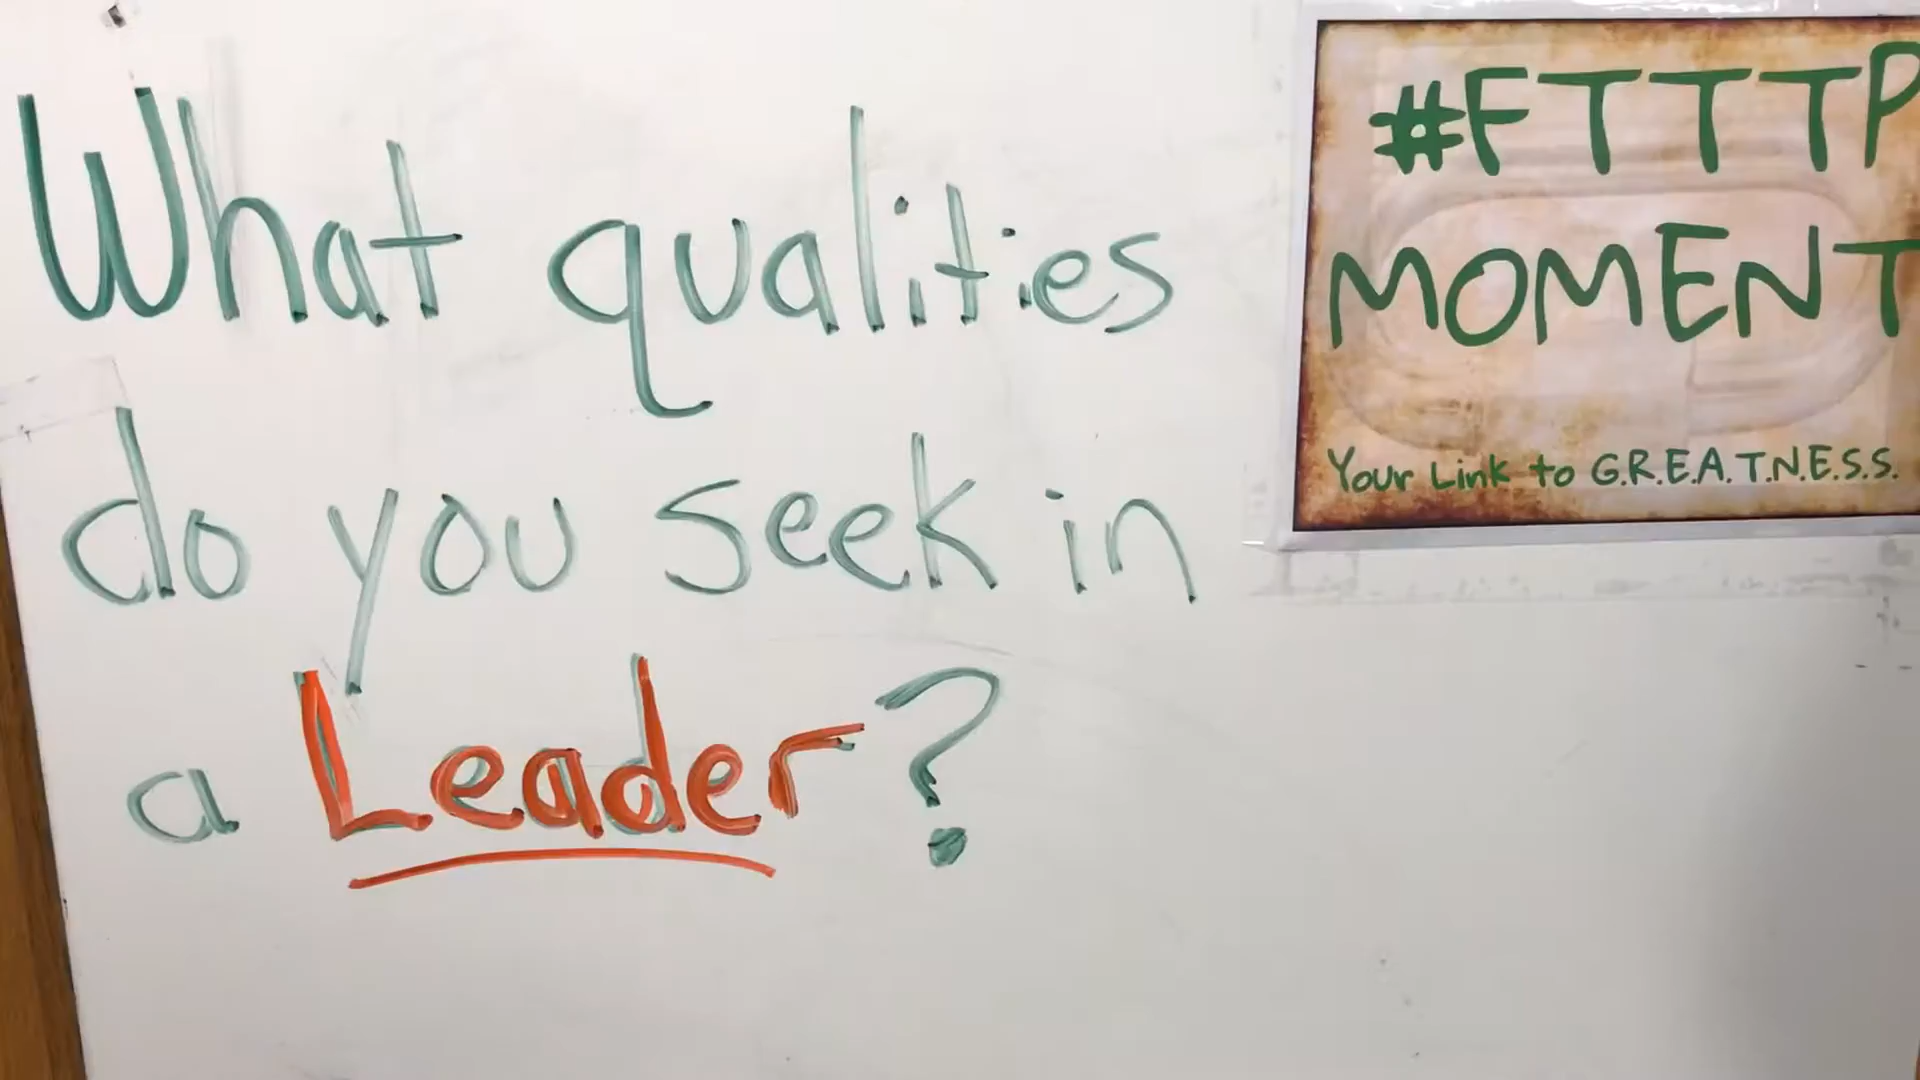 What qualities
do you seek in
a Leader?
#FTTTP
MOMENT
Your Link to G.R.E.A.T.N.E.S.S.